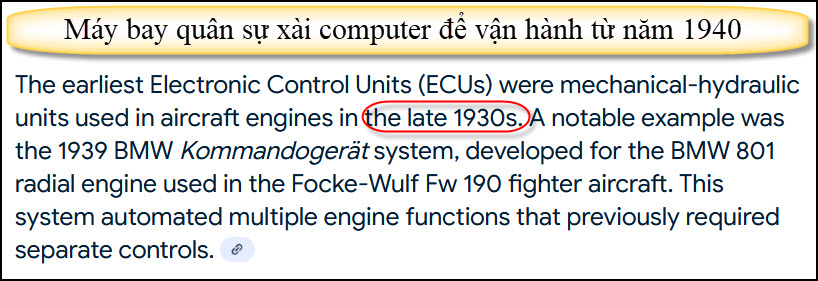 Máy bay quân sự xài computer để vận hành từ năm 1940
The earliest Electronic Control Units (ECUs) were mechanical-hydraulic
units used in aircraft engines in the late 1930s. A notable example was
the 1939 BMW Kommandogerät system, developed for the BMW 801
radial engine used in the Focke-Wulf Fw 190 fighter aircraft. This
system automated multiple engine functions that previously required
separate controls.